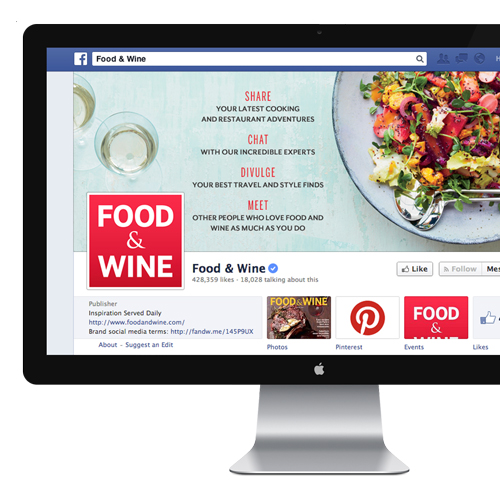 Food & Wine
SHARE
YOUR LATEST COOKING
AND RESTAURANT ADVENTURES
CHAT
WITH OUR INCREDIBLE EXPERTS
DIVULGE
YOUR BEST TRAVEL AND STYLE FINDS
MEET
OTHER PEOPLE WHO LOVE FOOD AND
WINE AS MUCH AS YOU DO
FOOD
&
WINE
Food & Wine
Like
Follow
Mes
428,359 likes · 18,028 talking about this
Publisher
Inspiration Served Daily
http://www.foodandwine.com/
Brand social media terms: http://fandw.me/145P9UX
About - Suggest an Edit
FOOD&WINE
FOOD
&
WINE
Photos
Pinterest
Events
Likes